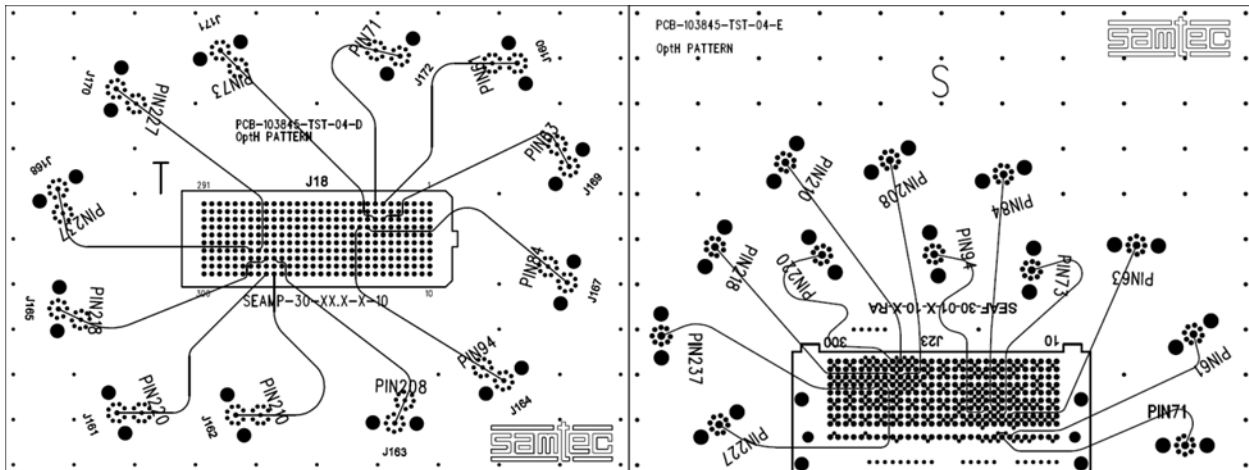 J171
PIN73
PIN71
J172
PIN61
J160
J170
PIN227
PCB-103845-TST-04-D
OptH PATTERN
PIN63
J169
J168
PIN237
T
291
J18
1
300
SEAMP-30-XX.X-X-10
10
PIN84
J167
J165
PIN218
PIN94
J164
J161
PIN220
J162
PIN210
PIN208
J163
samtec
PCB-103845-TST-04-E
OptH PATTERN
samtec
S
PIN210
PIN208
PIN84
PIN218
PIN220
PIN94
PIN73
PIN63
SEAF-30-01-X-10-X-RA
300
J23
10
PIN237
PIN61
PIN227
PIN71